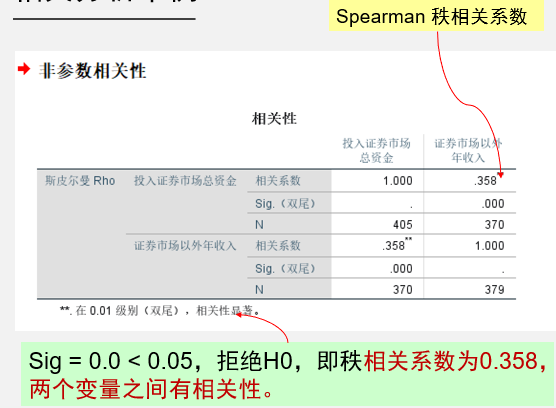 Spearman 秩相关系数
非参数相关性
相关性
投入证券市场 证券市场以外
总资金 年收入
斯皮尔曼 Rho 投入证券市场总资金 相关系数 1.000 .358
Sig.（双尾） . .000
N 405 370
证券市场以外年收入 相关系数 .358** 1.000
Sig.（双尾） .000 .
N 370 379
**. 在 0.01 级别（双尾），相关性显著。
Sig = 0.0 < 0.05，拒绝H0，即秩相关系数为0.358，
两个变量之间有相关性。